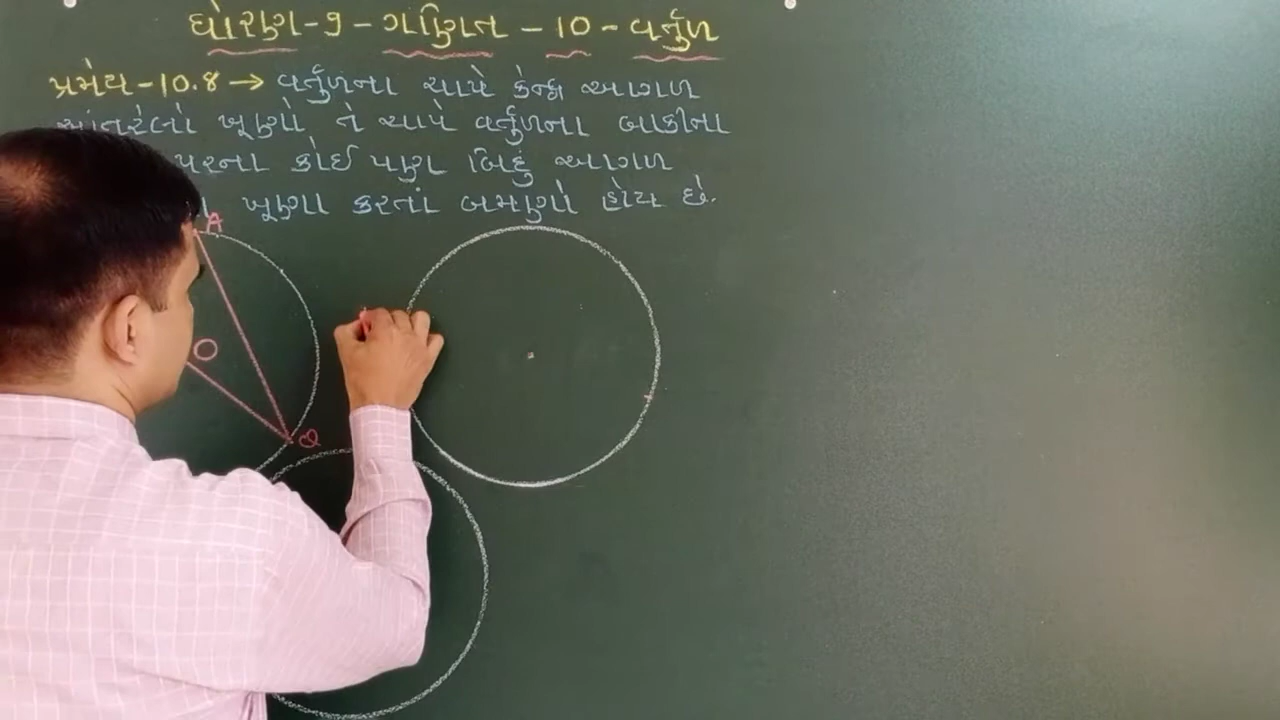 ધોરણ-9 - ગણિત - 10 - વર્તુળ
પ્રમેય - 10.8 → વર્તુળના ચાપે કેન્દ્ર આગળ
આંતરેલો ખૂણો તે ચાપે વર્તુળના બાકીના
પરના કોઈ પણ બિંદું આગળ
ખૂણા કરતાં બમણો હોય છે.
A
O
Q